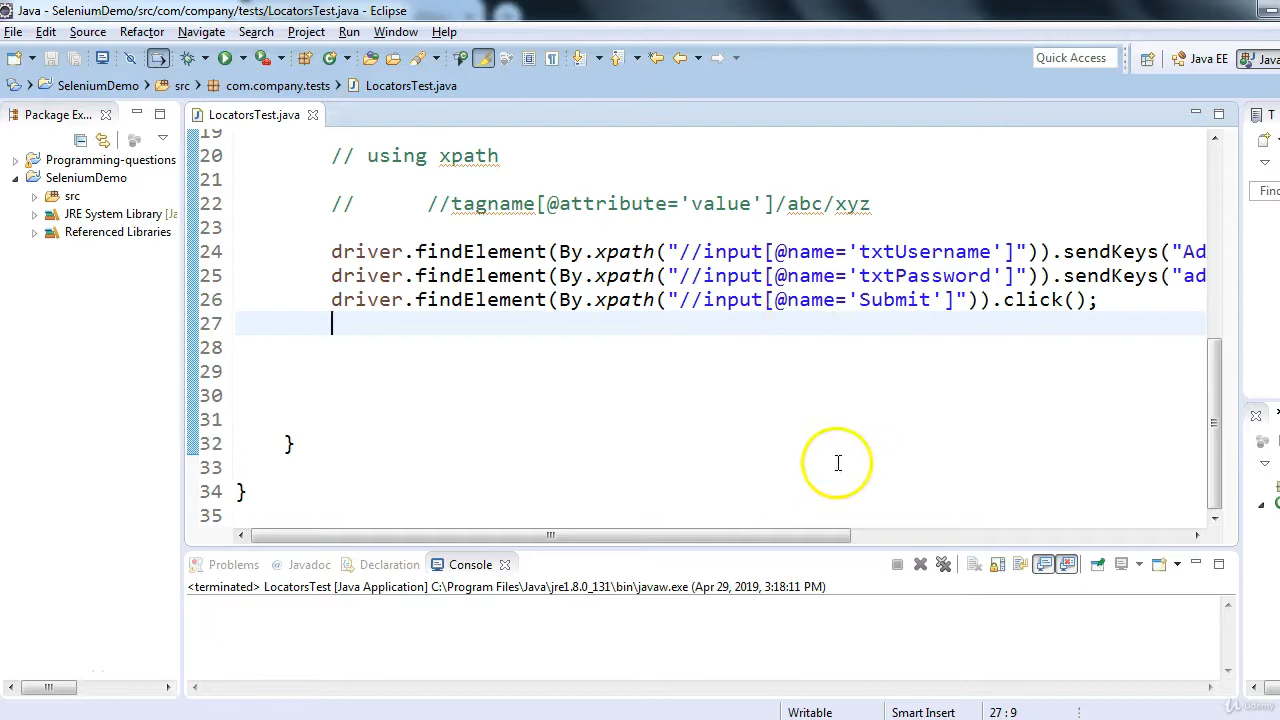 Java - SeleniumDemo/src/com/company/tests/LocatorsTest.java - Eclipse
File Edit Source Refactor Navigate Search Project Run Window Help
Quick Access Java EE Java
SeleniumDemo src com.company.tests LocatorsTest.java
Package Ex... LocatorsTest.java T
19
20 // using xpath
Programming-questions
SeleniumDemo
21
src
22 // //tagname[@attribute='value']/abc/xyz
Find
JRE System Library [Ja
23
Referenced Libraries
24 driver.findElement(By.xpath("//input[@name='txtUsername']")).sendKeys("Ad
25 driver.findElement(By.xpath("//input[@name='txtPassword']")).sendKeys("ad
26 driver.findElement(By.xpath("//input[@name='Submit']")).click();
27
28
29
30
31
32 }
33
34 }
35
Problems Javadoc Declaration Console
<terminated> LocatorsTest [Java Application] C:\Program Files\Java\jre1.8.0_131\bin\javaw.exe (Apr 29, 2019, 3:18:11 PM)
Writable Smart Insert 27 : 9
Udemy